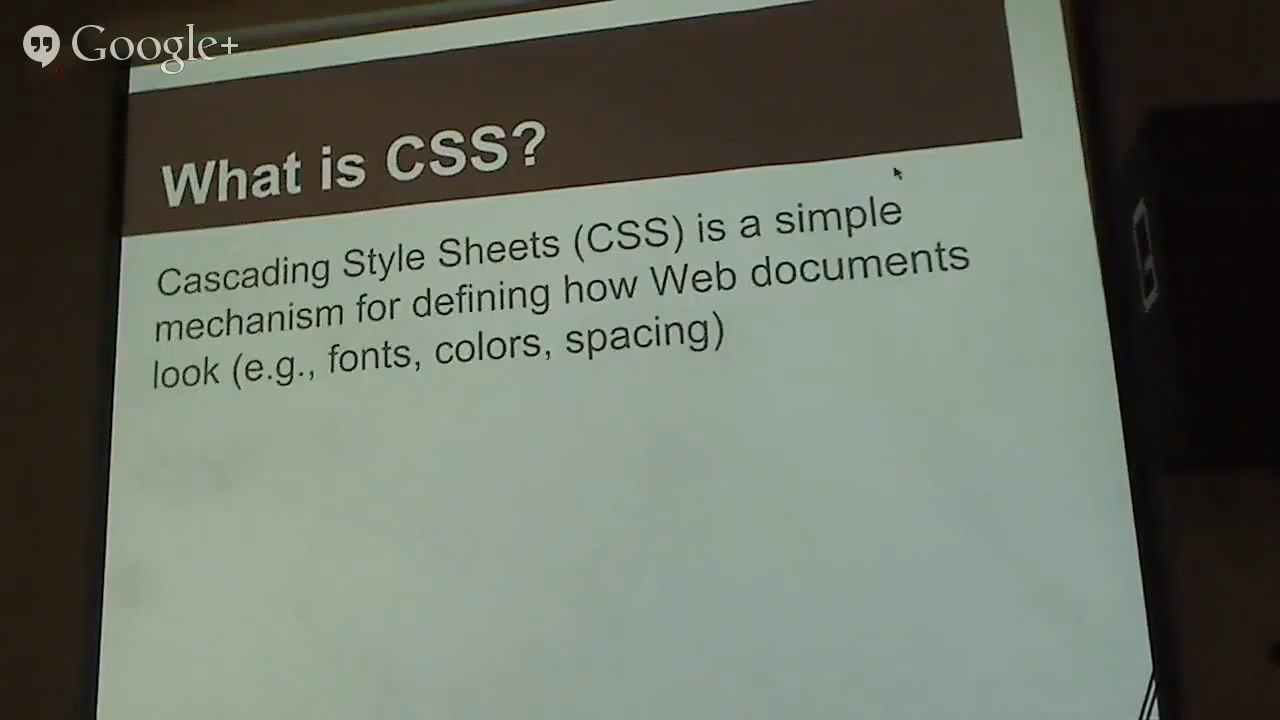 Google+
What is CSS?
Cascading Style Sheets (CSS) is a simple
mechanism for defining how Web documents
look (e.g., fonts, colors, spacing)